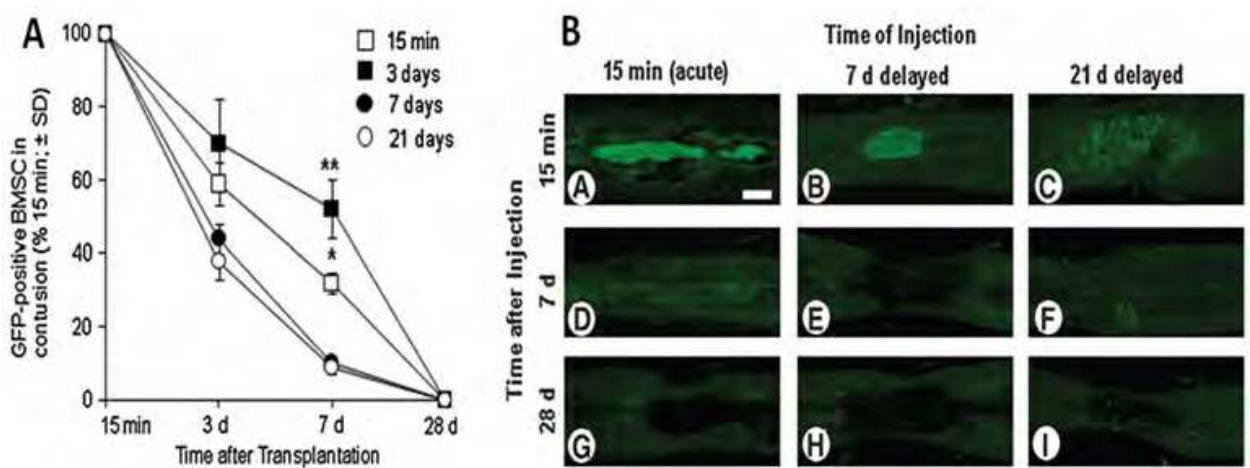 A
GFP-positive BMSC in
contusion (% 15 min; ± SD)
100
80
60
40
20
0
15 min
3 days
7 days
21 days
**
*
15 min 3 d 7 d 28 d
Time after Transplantation
B
Time of Injection
15 min (acute) 7 d delayed 21 d delayed
Time after Injection
15 min
A B C
7 d
D E F
28 d
G H I